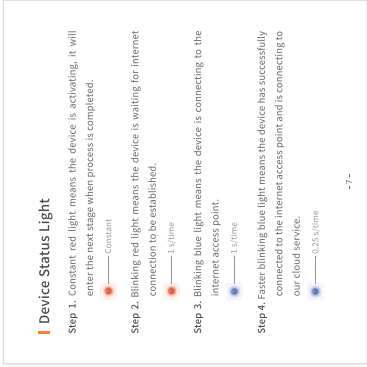 Device Status Light
Step 1. Constant red light means the device is activating, it will
enter the next stage when process is completed.
Constant
Step 2. Blinking red light means the device is waiting for internet
connection to be established.
1 s/time
Step 3. Blinking blue light means the device is connecting to the
internet access point.
1 s/time
Step 4. Faster blinking blue light means the device has successfully
connected to the internet access point and is connecting to
our cloud service.
0.25 s/time
- 7 -